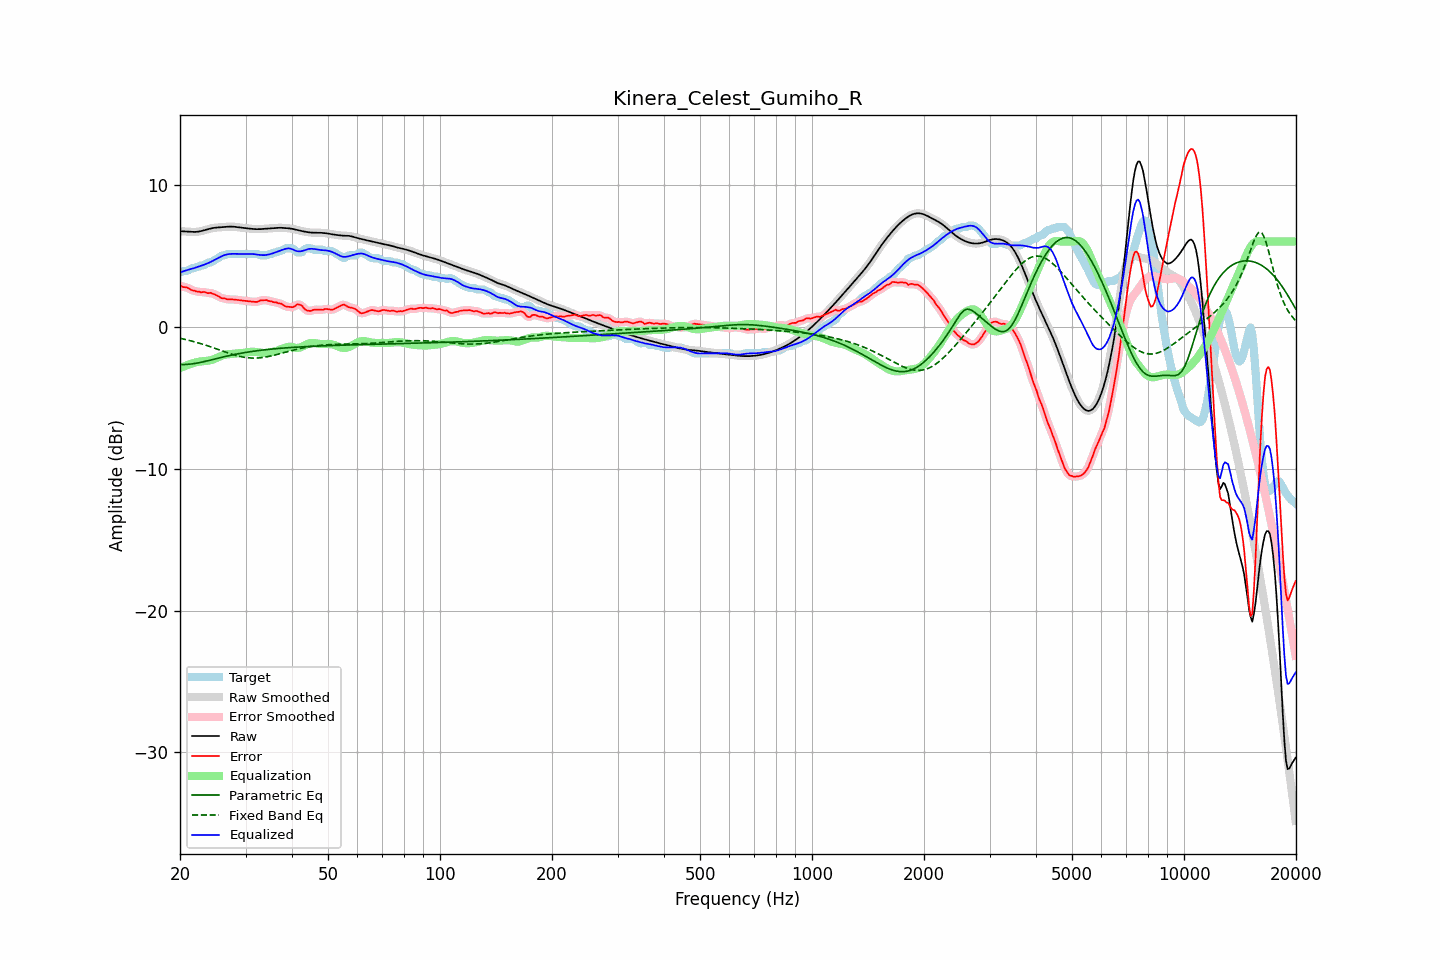 Kinera_Celest_Gumiho_R
Amplitude (dBr)
10
0
−10
−20
−30
Target
Raw Smoothed
Error Smoothed
Raw
Error
Equalization
Parametric Eq
Fixed Band Eq
Equalized
20 50 100 200 500 1000 2000 5000 10000 20000
Frequency (Hz)